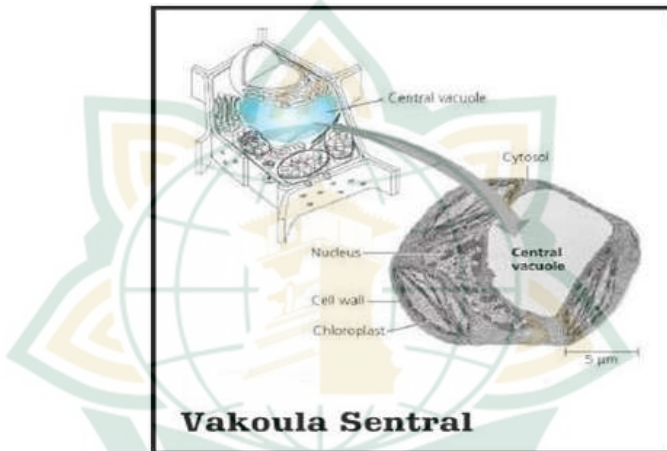 Central vacuole
Cytosol
Nucleus
Central
vacuole
Cell wall
Chloroplast
5 µm
Vakoula Sentral